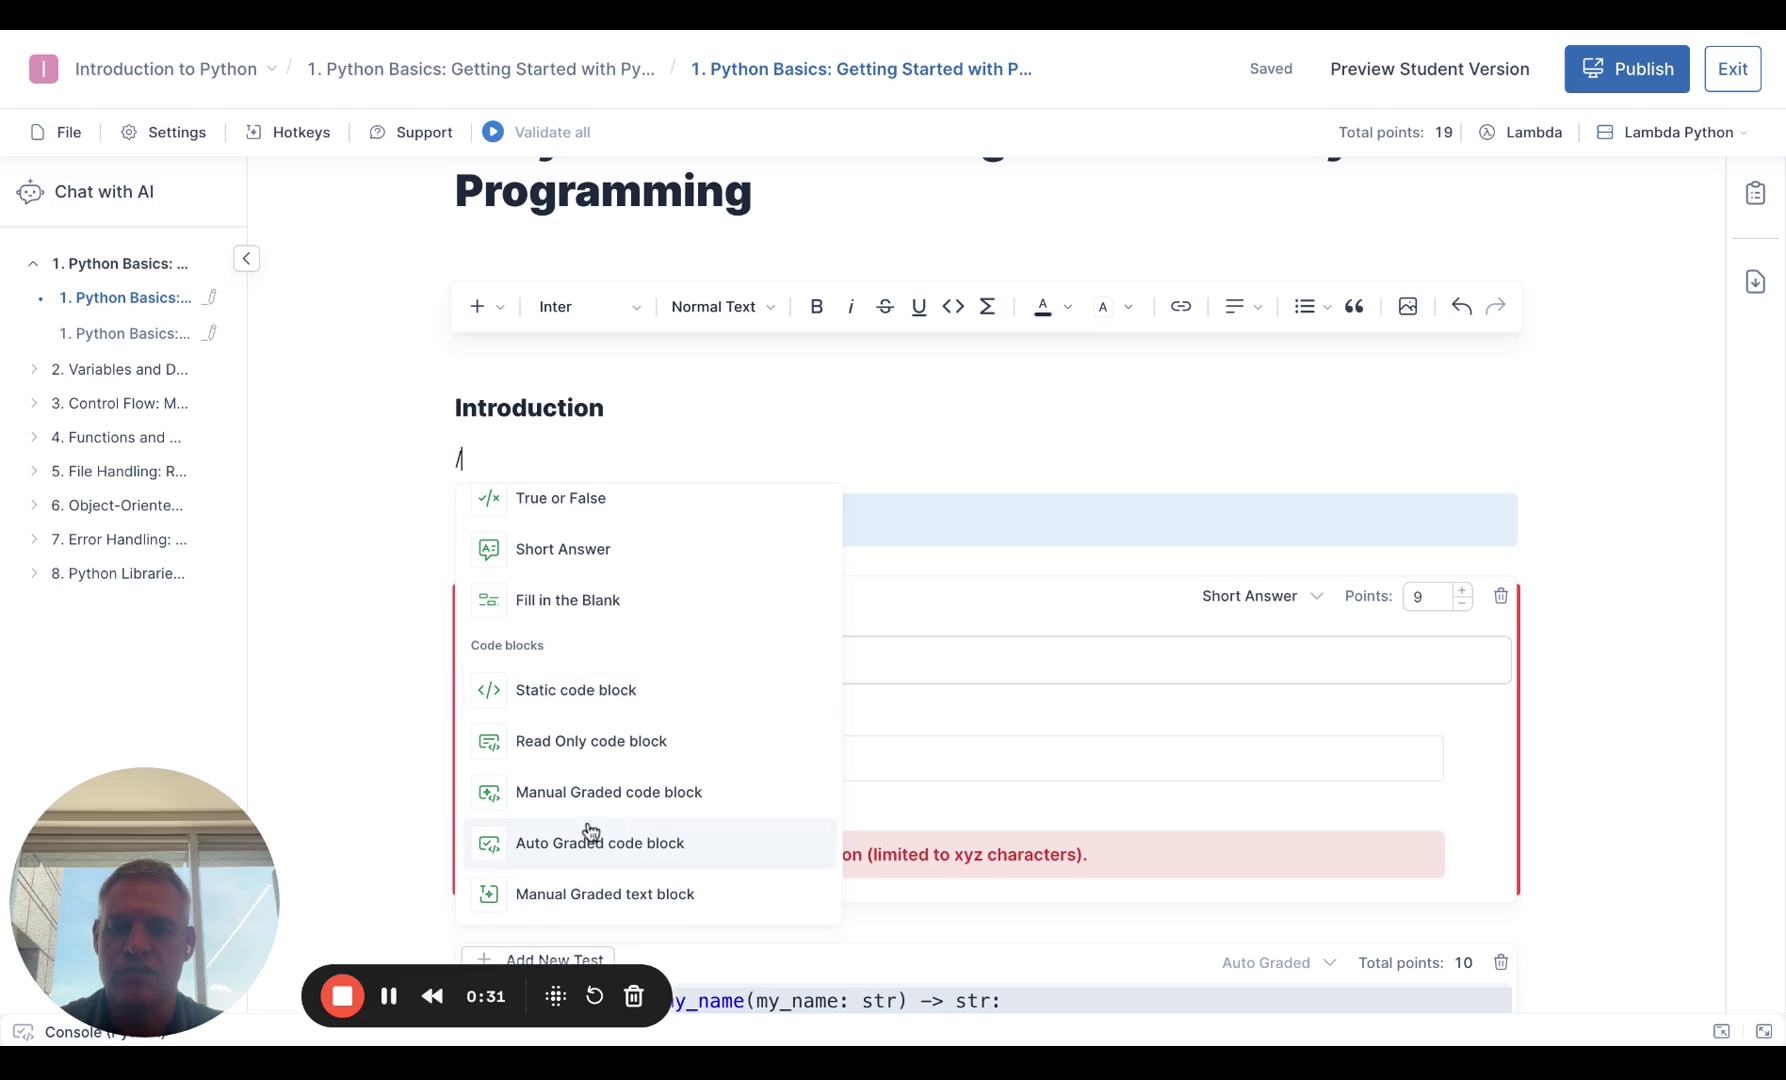 I Introduction to Python / 1. Python Basics: Getting Started with Py... / 1. Python Basics: Getting Started with P... Saved Preview Student Version Publish Exit
File Settings Hotkeys Support Validate all Total points: 19 Lambda Lambda Python
Chat with AI
Programming
1. Python Basics: ...
1. Python Basics:...
1. Python Basics:...
2. Variables and D...
3. Control Flow: M...
4. Functions and ...
5. File Handling: R...
6. Object-Oriente...
7. Error Handling: ...
8. Python Librarie...
Inter Normal Text B i S U A A
Introduction
/
True or False
Short Answer
Fill in the Blank
Code blocks
Static code block
Read Only code block
Manual Graded code block
Auto Graded code block
Manual Graded text block
Short Answer Points: 9
on (limited to xyz characters).
Add New Test Auto Graded Total points: 10
my_name(my_name: str) -> str:
0:31
Console